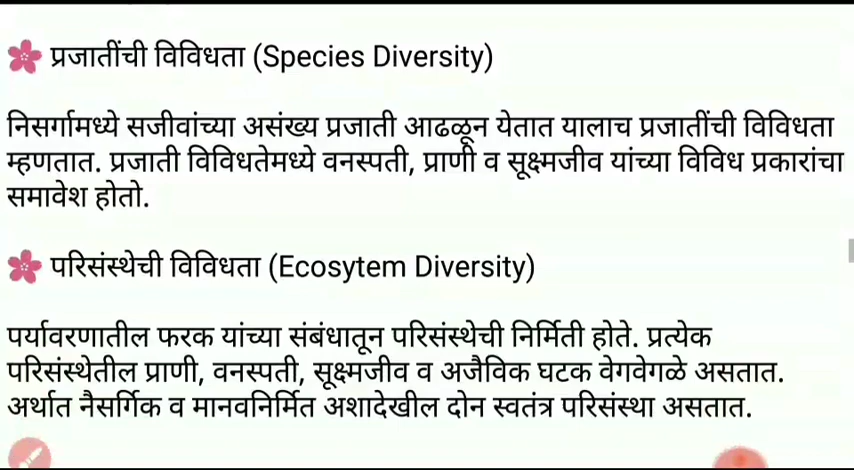 प्रजातींची विविधता (Species Diversity)
निसर्गामध्ये सजीवांच्या असंख्य प्रजाती आढळून येतात यालाच प्रजातींची विविधता
म्हणतात. प्रजाती विविधतेमध्ये वनस्पती, प्राणी व सूक्ष्मजीव यांच्या विविध प्रकारांचा
समावेश होतो.
परिसंस्थेची विविधता (Ecosytem Diversity)
पर्यावरणातील फरक यांच्या संबंधातून परिसंस्थेची निर्मिती होते. प्रत्येक
परिसंस्थेतील प्राणी, वनस्पती, सूक्ष्मजीव व अजैविक घटक वेगवेगळे असतात.
अर्थात नैसर्गिक व मानवनिर्मित अशादेखील दोन स्वतंत्र परिसंस्था असतात.